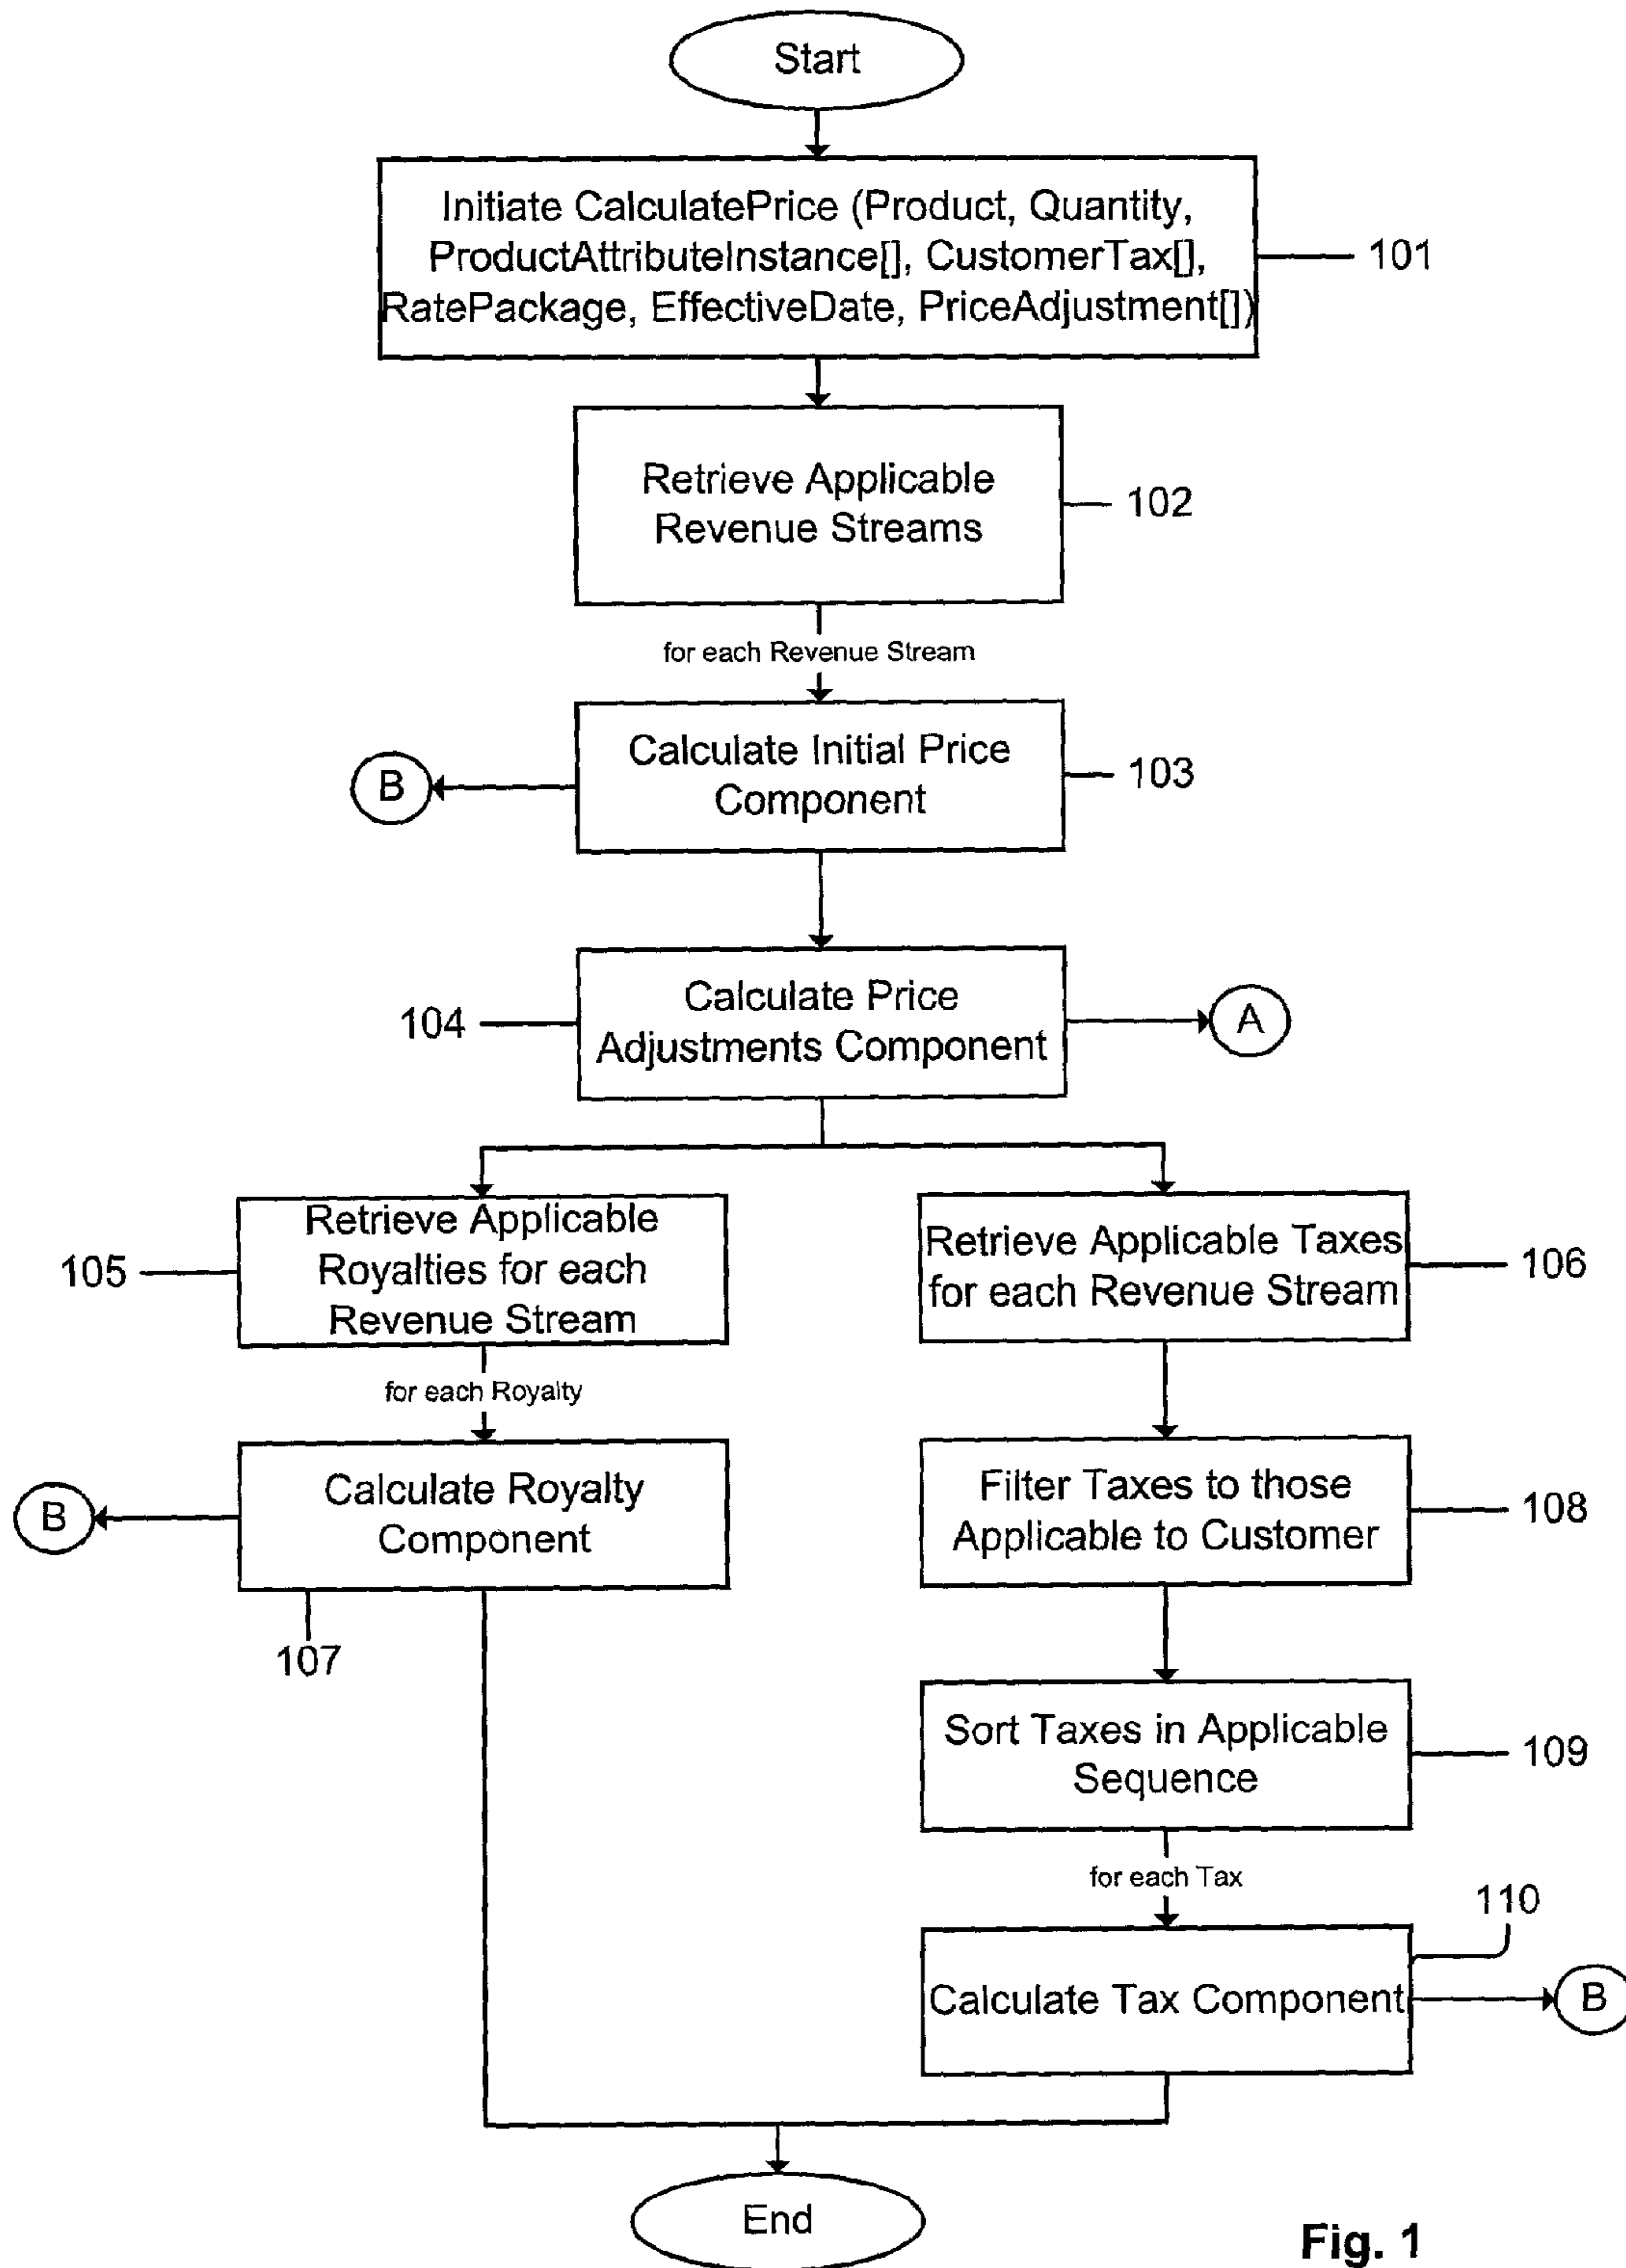 Start
Initiate CalculatePrice (Product, Quantity,
ProductAttributeInstance[], CustomerTax[],
RatePackage, EffectiveDate, PriceAdjustment[])
101
Retrieve Applicable
Revenue Streams
102
for each Revenue Stream
Calculate Initial Price
Component
103
B
Calculate Price
Adjustments Component
104
A
Retrieve Applicable
Royalties for each
Revenue Stream
105
Retrieve Applicable Taxes
for each Revenue Stream
106
for each Royalty
Calculate Royalty
Component
B
107
Filter Taxes to those
Applicable to Customer
108
Sort Taxes in Applicable
Sequence
109
for each Tax
110
Calculate Tax Component
B
End
Fig. 1